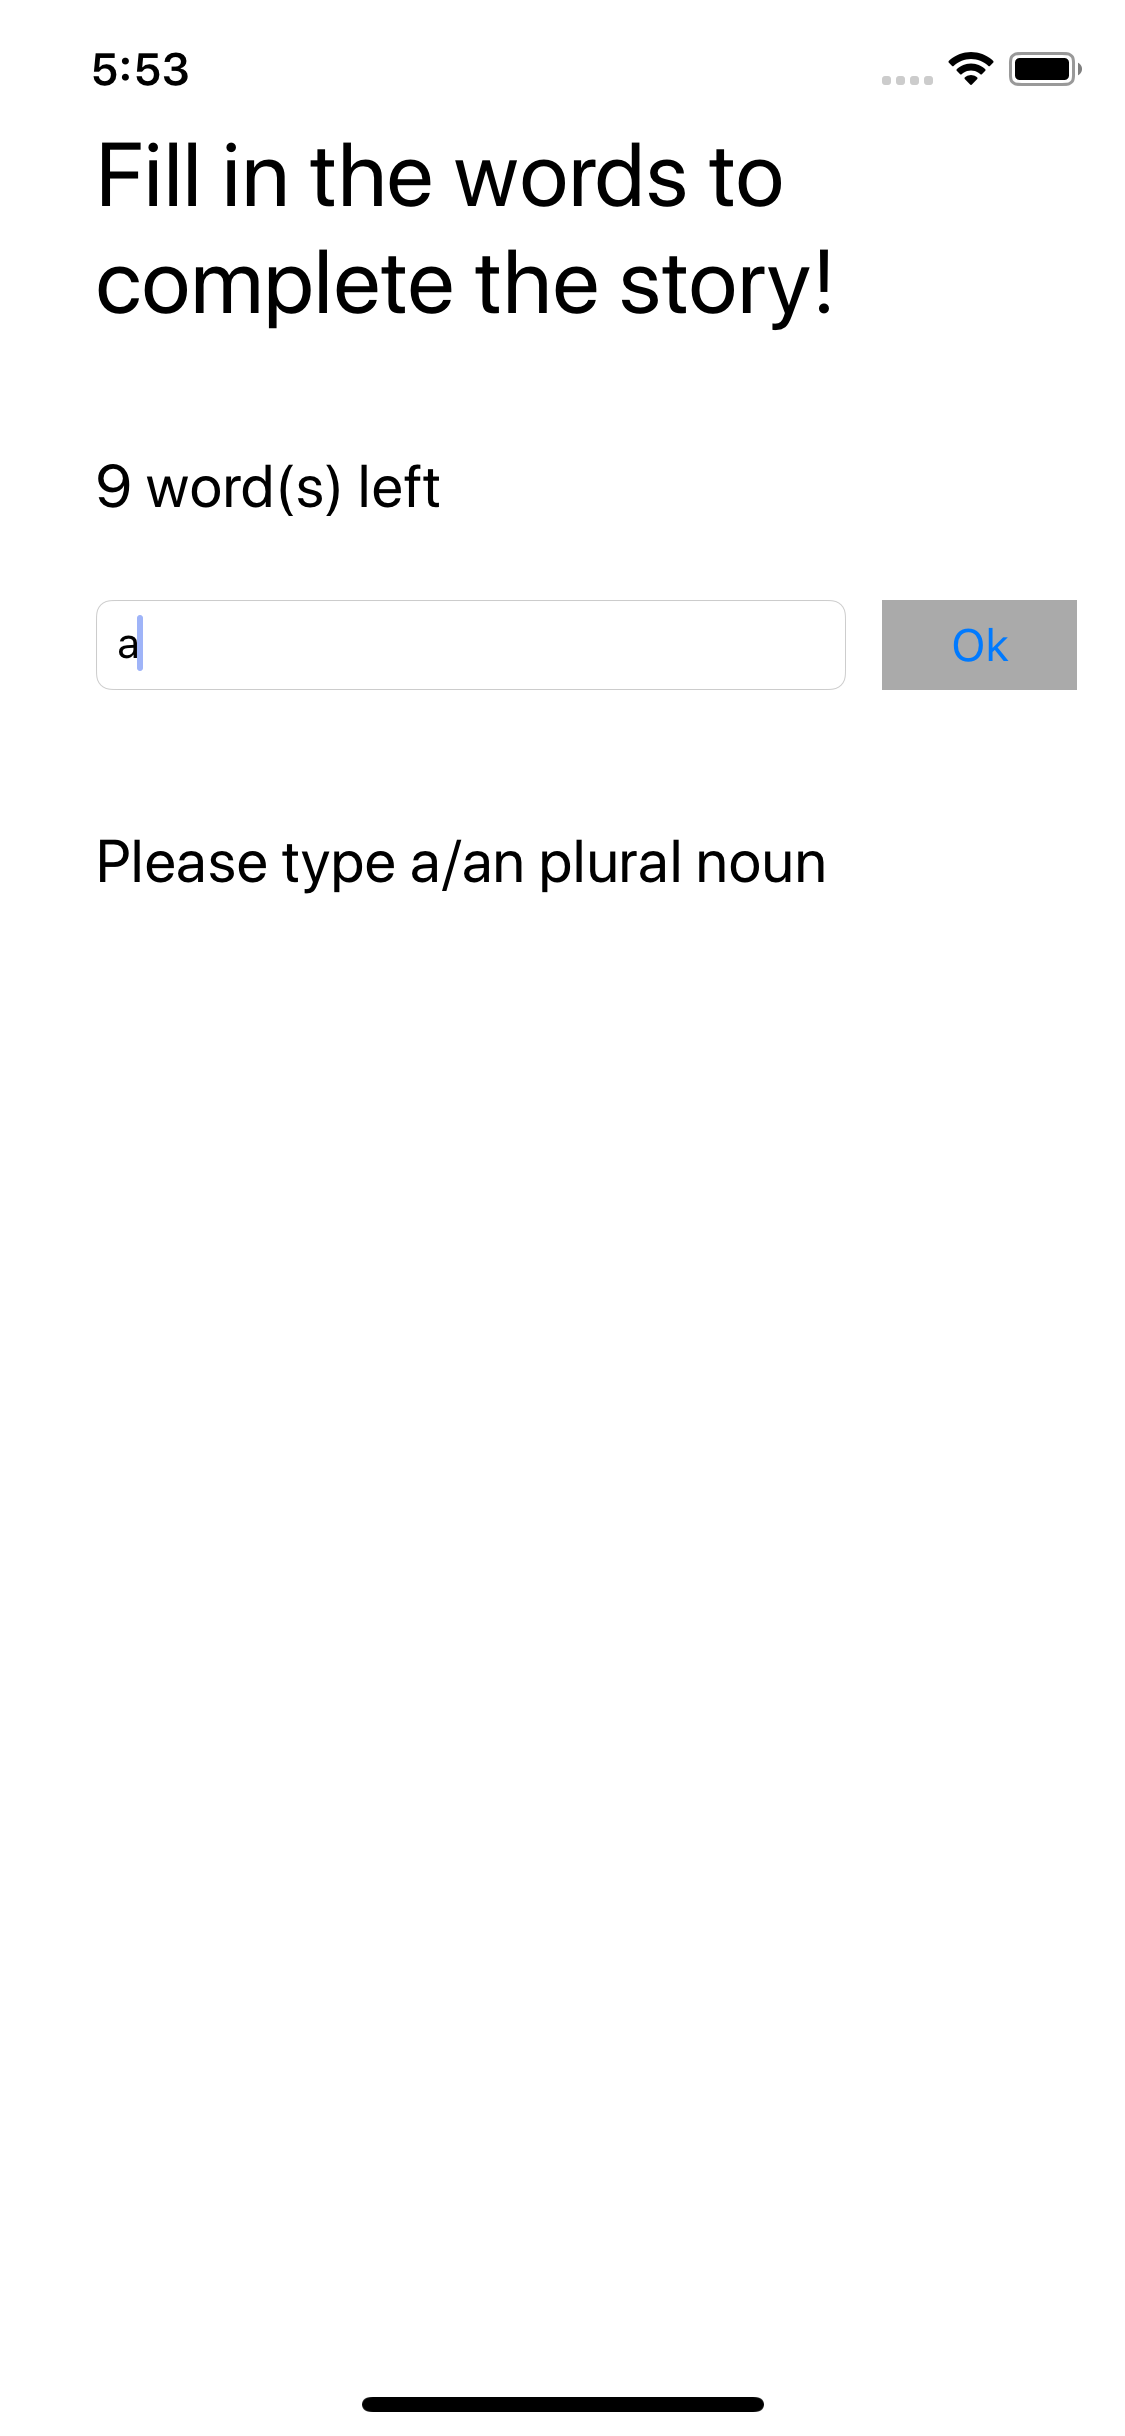 5:53
Fill in the words to
complete the story!
9 word(s) left
a
Ok
Please type a/an plural noun